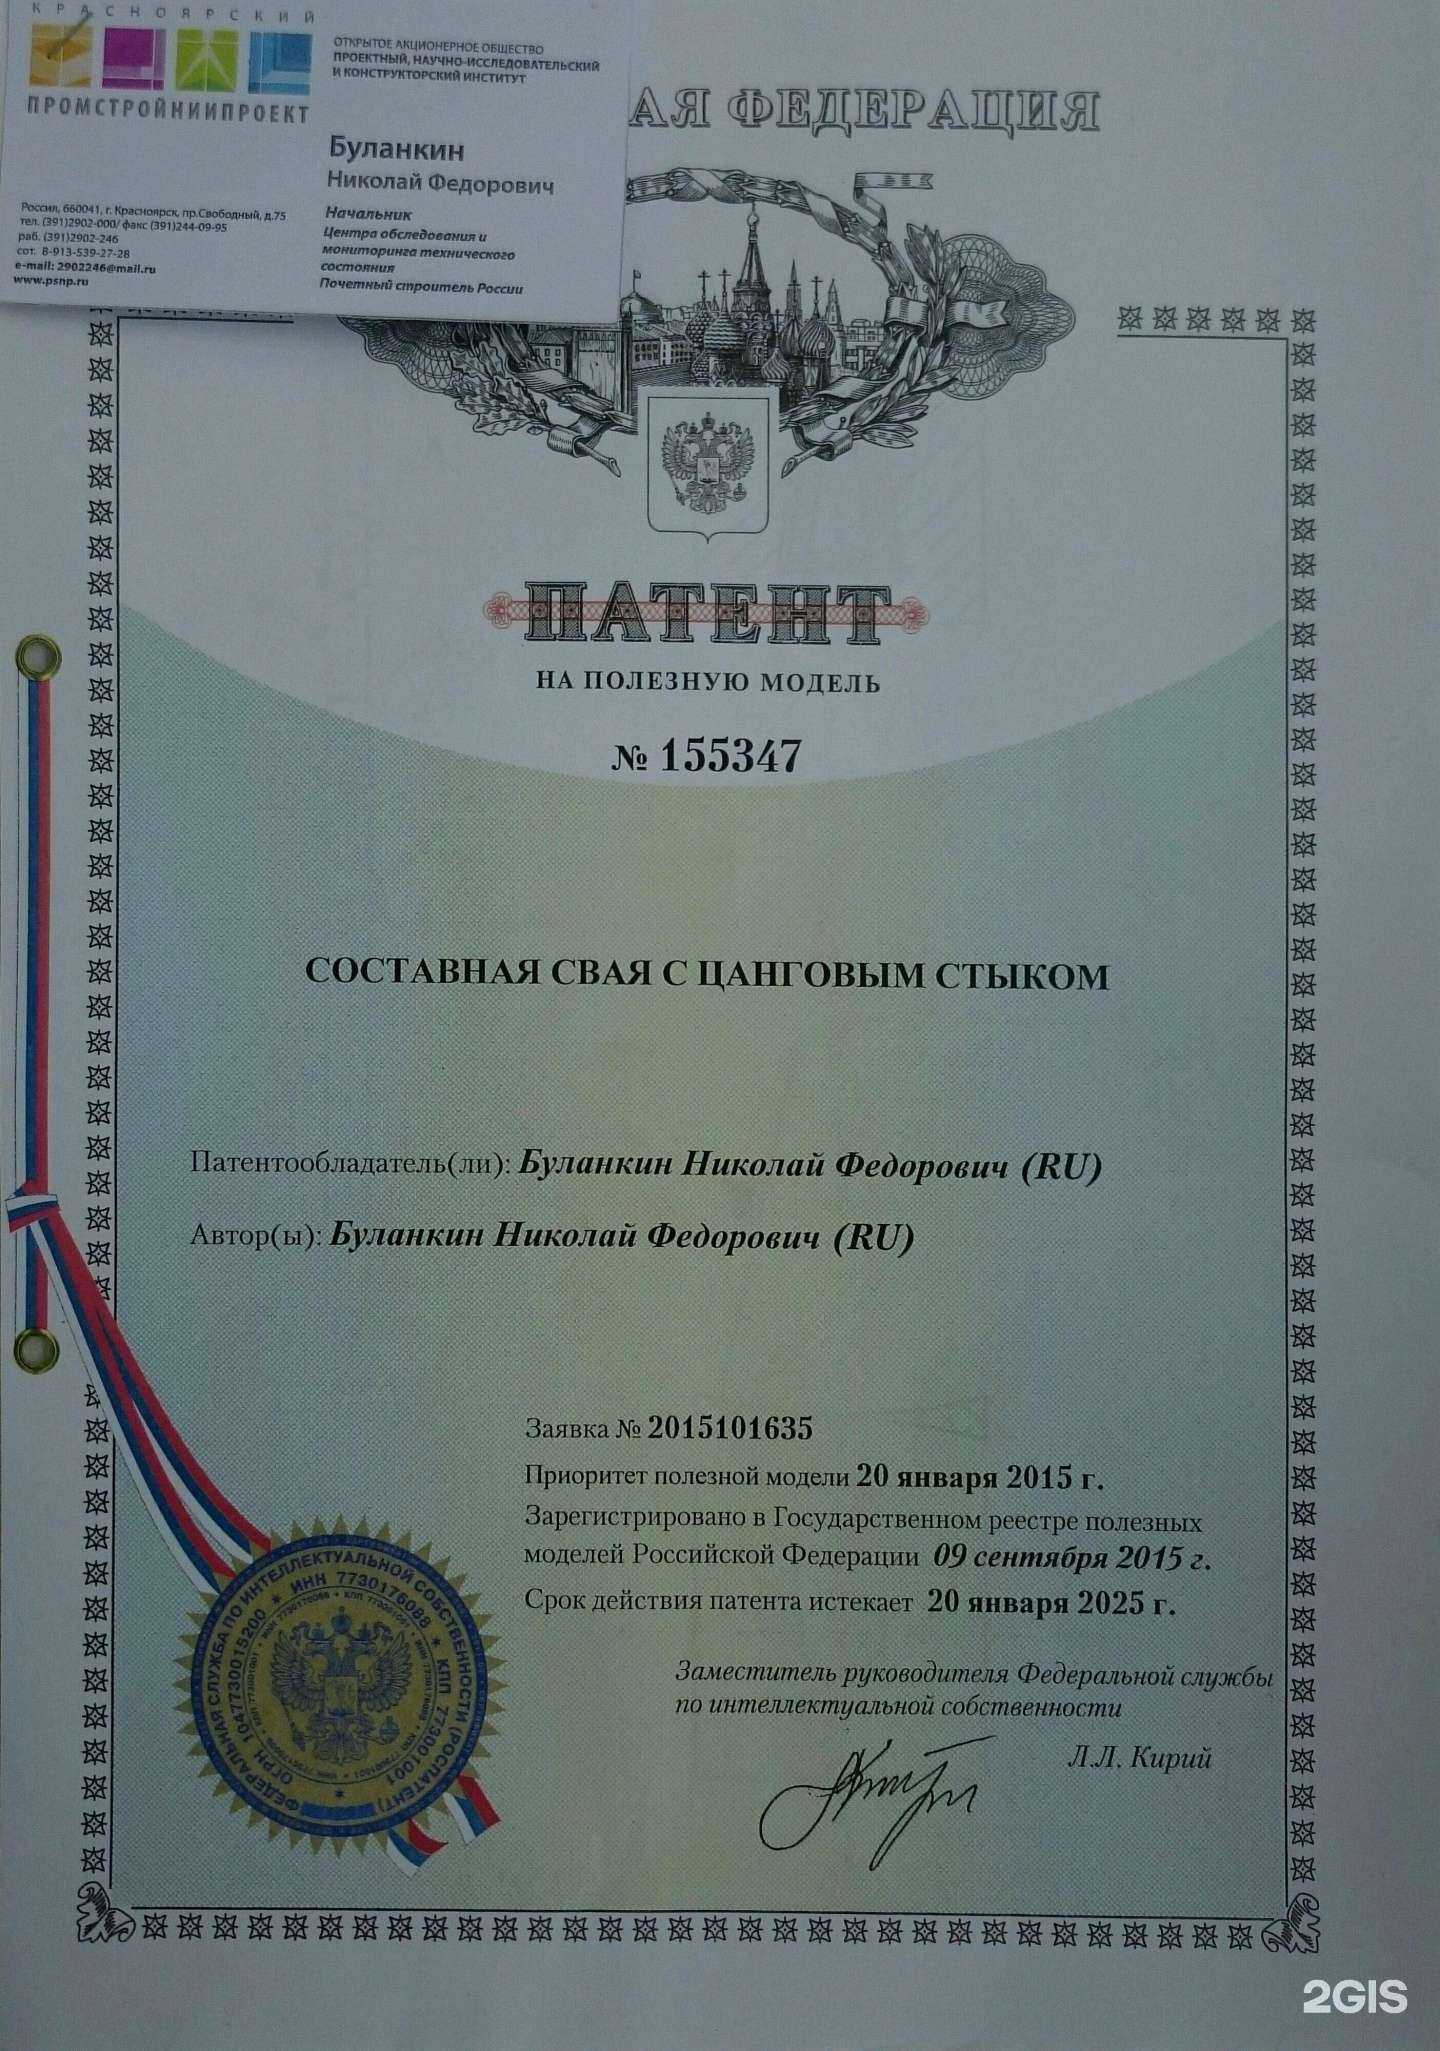 КРАСНОЯРСКИЙ
ПРОМСТРОЙНИИПРОЕКТ
ОТКРЫТОЕ АКЦИОНЕРНОЕ ОБЩЕСТВО
ПРОЕКТНЫЙ, НАУЧНО-ИССЛЕДОВАТЕЛЬСКИЙ
И КОНСТРУКТОРСКИЙ ИНСТИТУТ
Буланкин
Николай Федорович
Начальник
Центра обследования и
мониторинга технического
состояния
Почетный строитель России
Россия, 660041, г. Красноярск, пр.Свободный, д.75
тел. (391)2902-000/ факс (391)244-09-95
раб. (391)2902-246
сот. 8-913-539-27-28
e-mail: 2902246@mail.ru
www.psnp.ru
АЯ ФЕДЕРАЦИЯ
ПАТЕНТ
НА ПОЛЕЗНУЮ МОДЕЛЬ
№ 155347
СОСТАВНАЯ СВАЯ С ЦАНГОВЫМ СТЫКОМ
Патентообладатель(ли): Буланкин Николай Федорович (RU)
Автор(ы): Буланкин Николай Федорович (RU)
Заявка № 2015101635
Приоритет полезной модели 20 января 2015 г.
Зарегистрировано в Государственном реестре полезных
моделей Российской Федерации 09 сентября 2015 г.
Срок действия патента истекает 20 января 2025 г.
Заместитель руководителя Федеральной службы
по интеллектуальной собственности
Л.Л. Кирий
ФЕДЕРАЛЬНАЯ СЛУЖБА ПО ИНТЕЛЛЕКТУАЛЬНОЙ СОБСТВЕННОСТИ (РОСПАТЕНТ)
ОГРН 1047730015200 * ИНН 7730176088 * КПП 773001001
2GIS